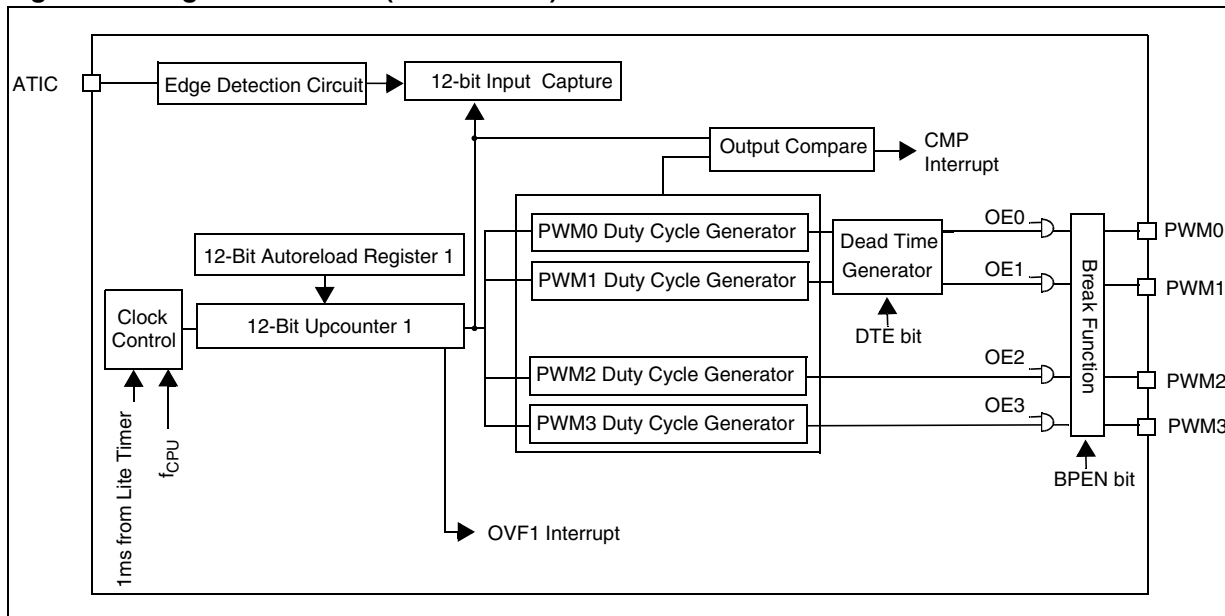 ATIC
Edge Detection Circuit
12-bit Input Capture
Output Compare
CMP
Interrupt
PWM0 Duty Cycle Generator
PWM1 Duty Cycle Generator
PWM2 Duty Cycle Generator
PWM3 Duty Cycle Generator
12-Bit Autoreload Register 1
12-Bit Upcounter 1
Clock
Control
1ms from Lite Timer
fCPU
OVF1 Interrupt
Dead Time
Generator
DTE bit
OE0
OE1
OE2
OE3
Break Function
BPEN bit
PWM0
PWM1
PWM2
PWM3